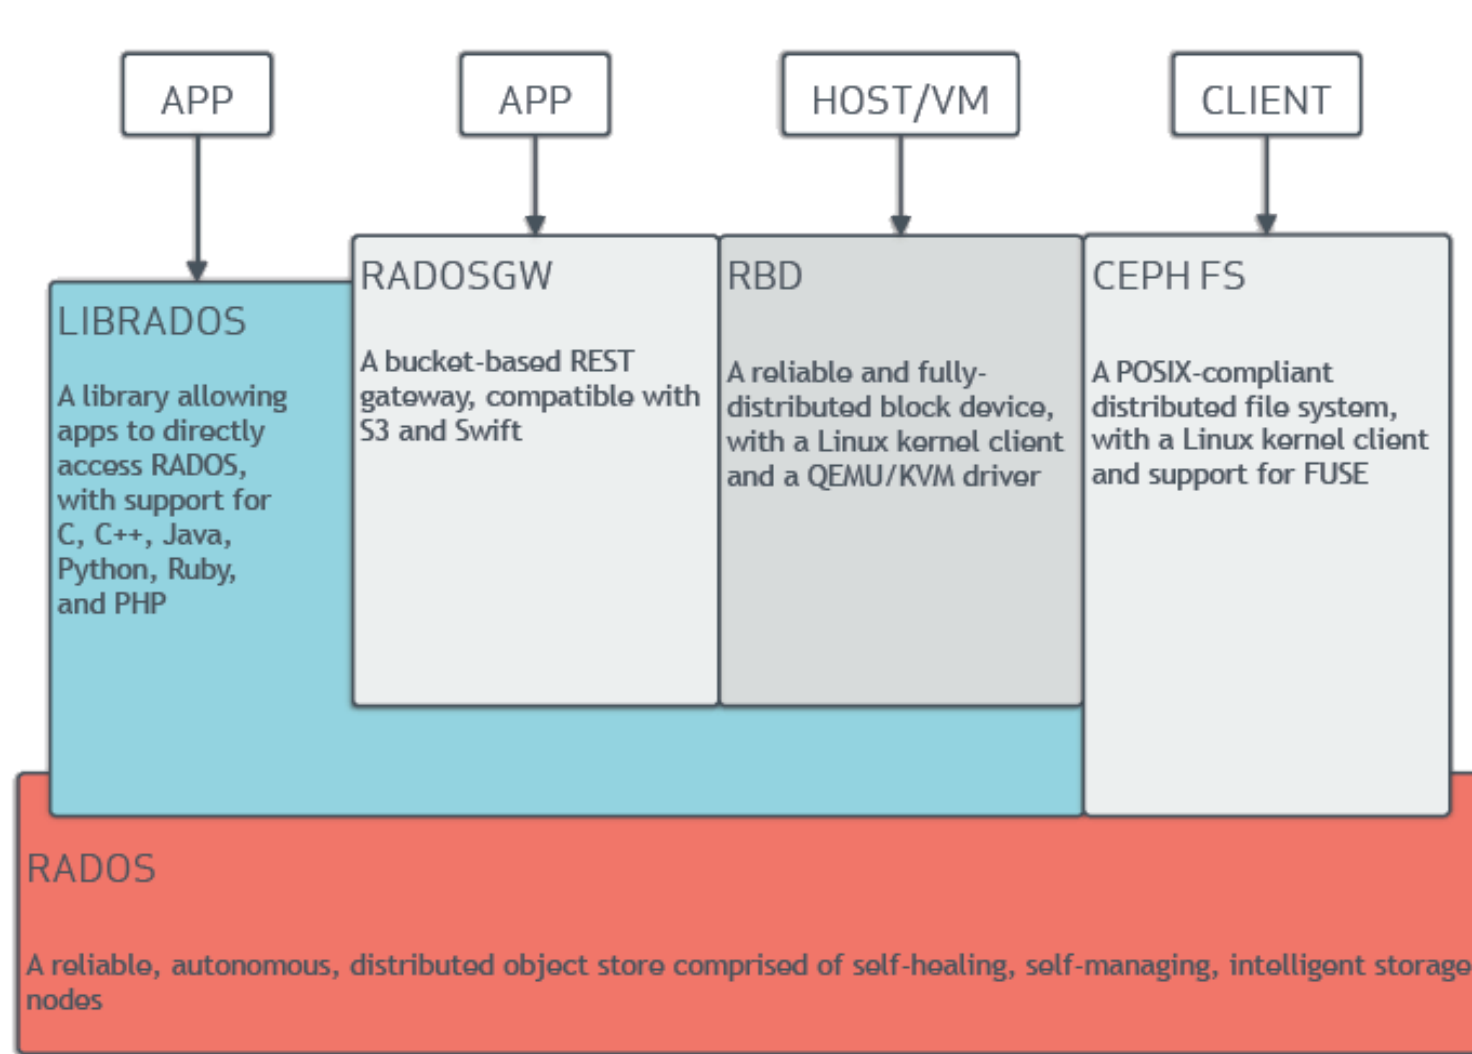 APP
APP
HOST/VM
CLIENT
LIBRADOS
A library allowing
apps to directly
access RADOS,
with support for
C, C++, Java,
Python, Ruby,
and PHP
RADOSGW
A bucket-based REST
gateway, compatible with
S3 and Swift
RBD
A reliable and fully-
distributed block device,
with a Linux kernel client
and a QEMU/KVM driver
CEPH FS
A POSIX-compliant
distributed file system,
with a Linux kernel client
and support for FUSE
RADOS
A reliable, autonomous, distributed object store comprised of self-healing, self-managing, intelligent storage
nodes